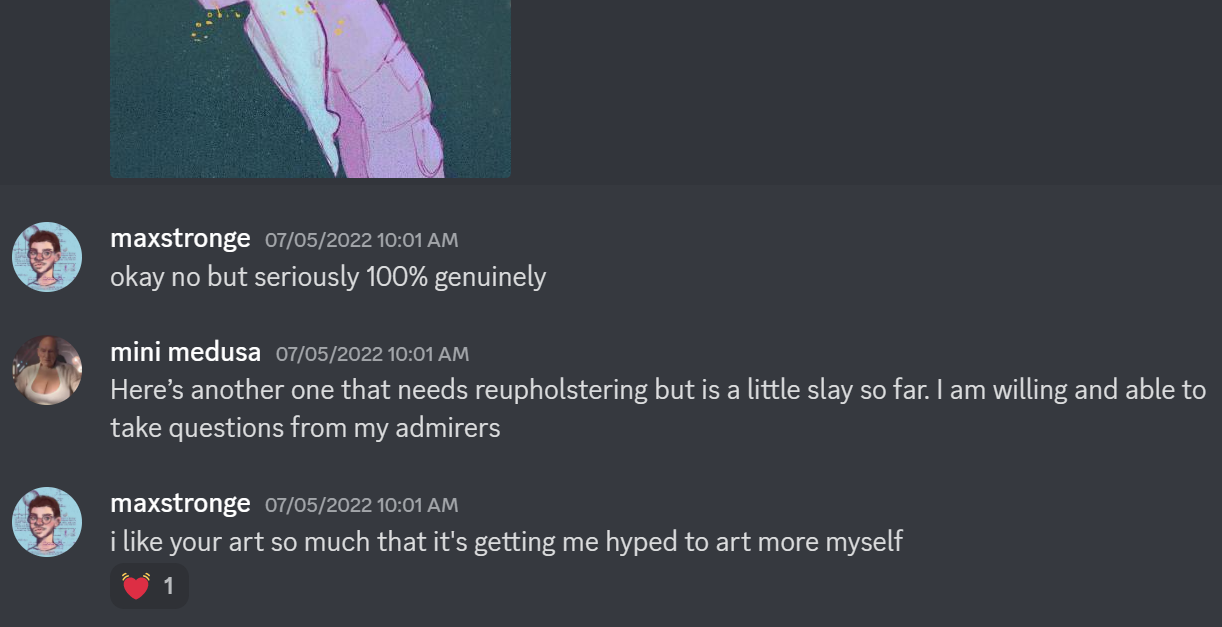 maxstronge 07/05/2022 10:01 AM
okay no but seriously 100% genuinely
mini medusa 07/05/2022 10:01 AM
Here’s another one that needs reupholstering but is a little slay so far. I am willing and able to
take questions from my admirers
maxstronge 07/05/2022 10:01 AM
i like your art so much that it's getting me hyped to art more myself
1